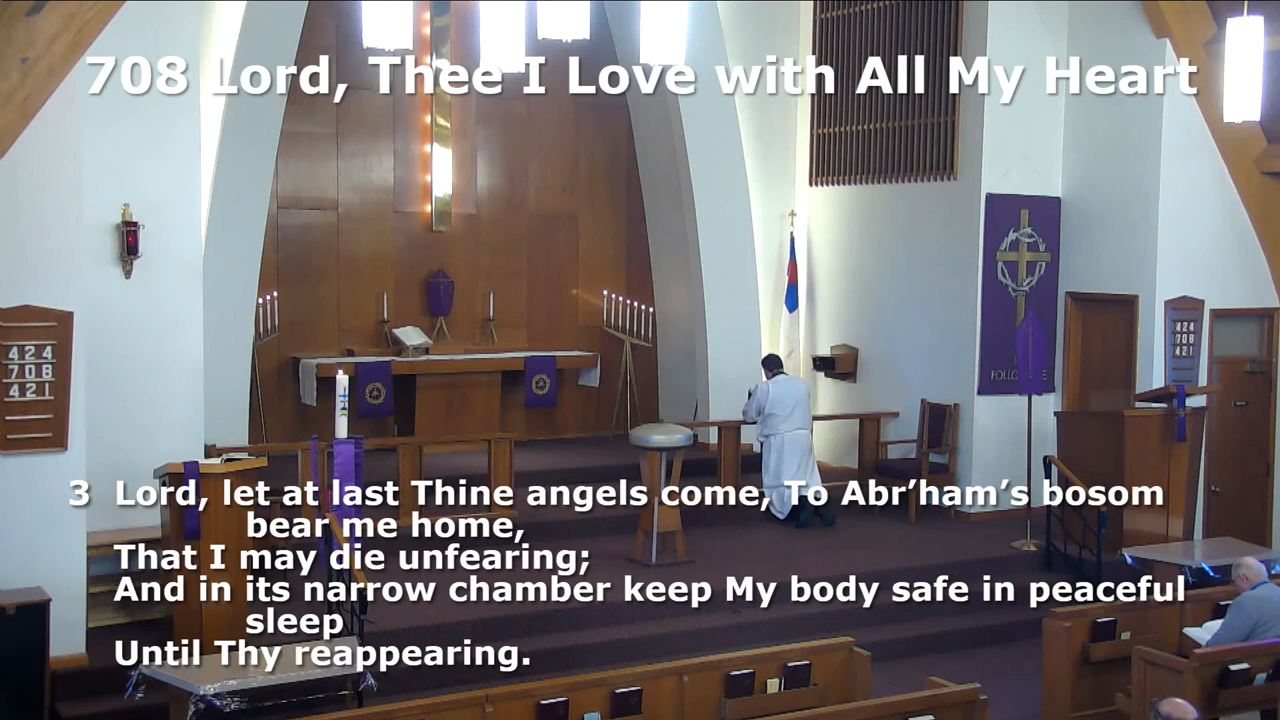 708 Lord, Thee I Love with All My Heart
424
708
421
424
708
421
3 Lord, let at last Thine angels come, To Abr’ham’s bosom
bear me home,
That I may die unfearing;
And in its narrow chamber keep My body safe in peaceful
sleep
Until Thy reappearing.